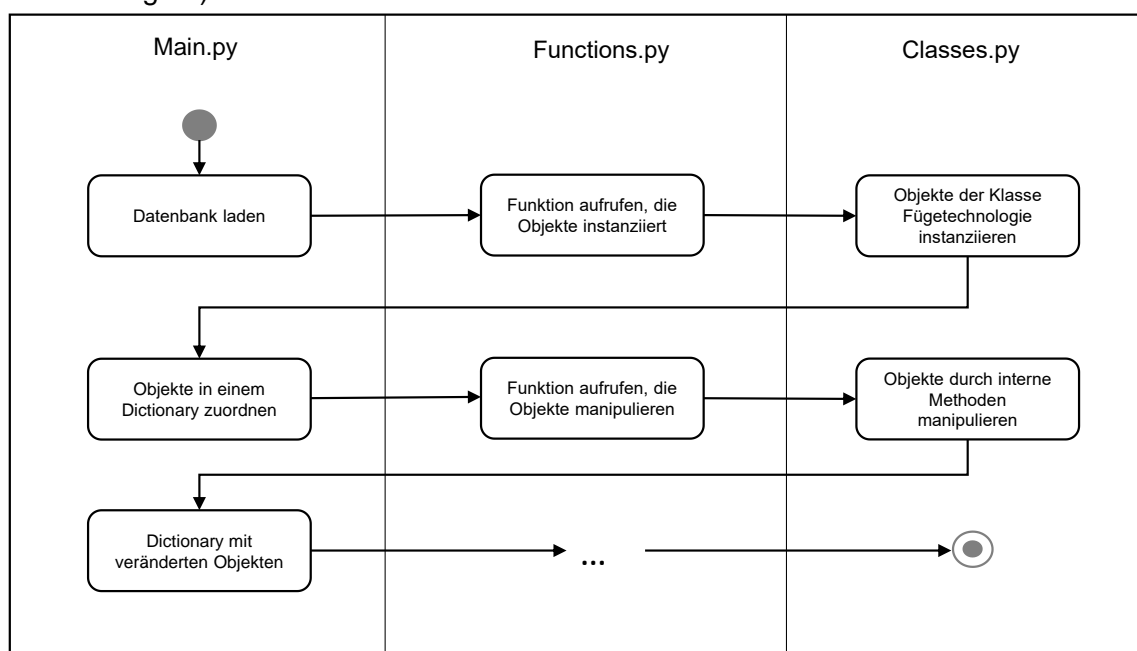 Main.py
Functions.py
Classes.py
Datenbank laden
Funktion aufrufen, die
Objekte instanziiert
Objekte der Klasse
Fügetechnologie
instanziieren
Objekte in einem
Dictionary zuordnen
Funktion aufrufen, die
Objekte manipulieren
Objekte durch interne
Methoden
manipulieren
Dictionary mit
veränderten Objekten
...